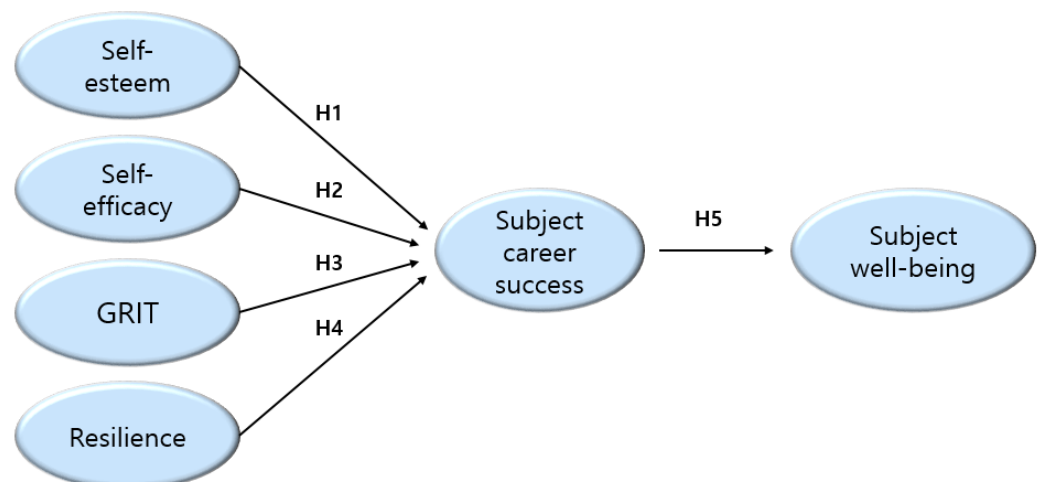 Self-
esteem
H1
Self-
efficacy
H2
GRIT
H3
Resilience
H4
Subject
career
success
H5
Subject
well-being